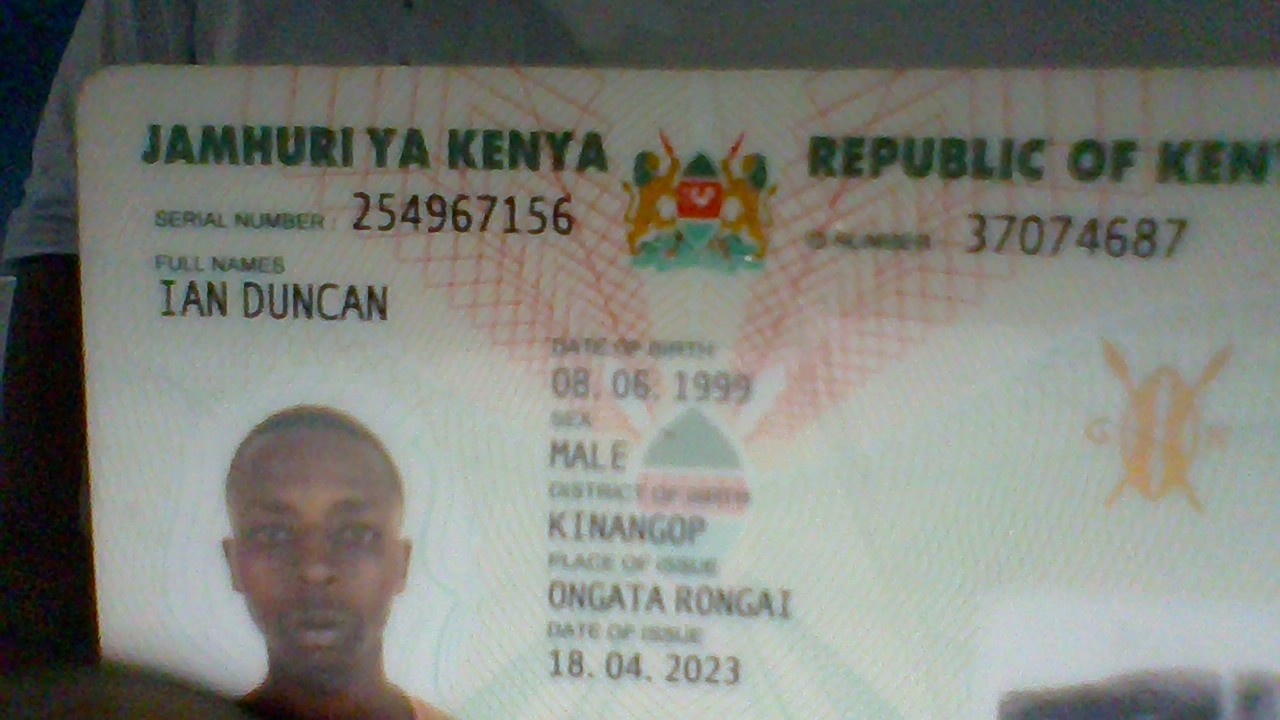 JAMHURI YA KENYA
REPUBLIC OF KEN
SERIAL NUMBER: 254967156
ID NUMBER 37074687
FULL NAMES
IAN DUNCAN
DATE OF BIRTH
08. 06. 1999
SEX
MALE
DISTRICT OF BIRTH
KINANGOP
PLACE OF ISSUE
ONGATA RONGAI
DATE OF ISSUE
18. 04. 2023